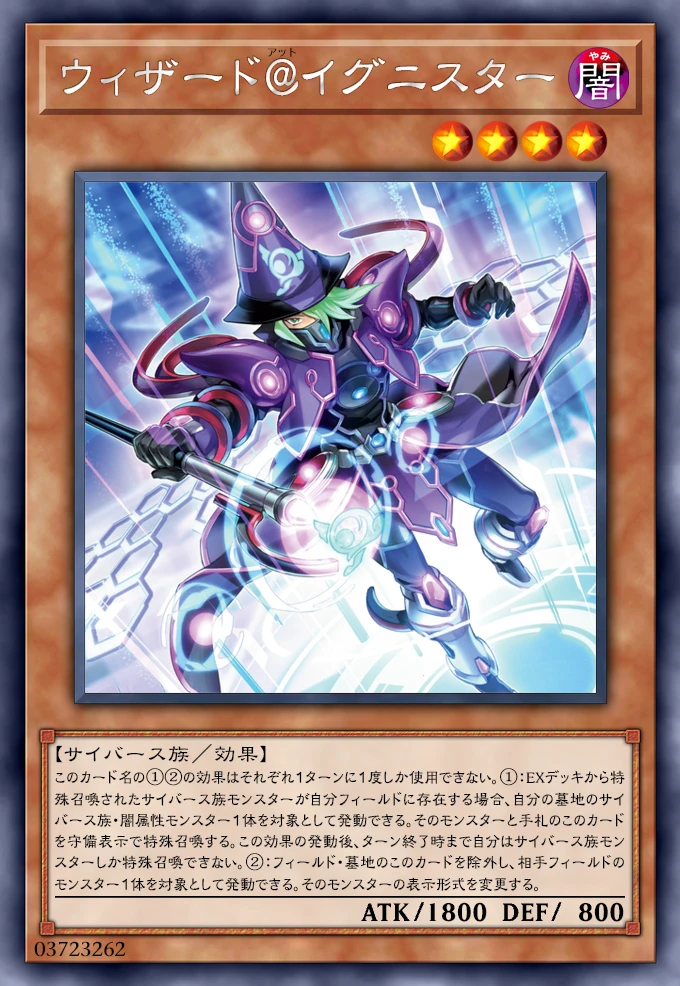 アット
ウィザード@イグニスター
やみ
闇
【サイバース族/効果】
このカード名の①②の効果はそれぞれ1ターンに1度しか使用できない。①:EXデッキから特
殊召喚されたサイバース族モンスターが自分フィールドに存在する場合、自分の墓地のサイ
バース族・闇属性モンスター1体を対象として発動できる。そのモンスターと手札のこのカード
を守備表示で特殊召喚する。この効果の発動後、ターン終了時まで自分はサイバース族モン
スターしか特殊召喚できない。②:フィールド・墓地のこのカードを除外し、相手フィールドの
モンスター1体を対象として発動できる。そのモンスターの表示形式を変更する。
ATK/1800 DEF/ 800
03723262